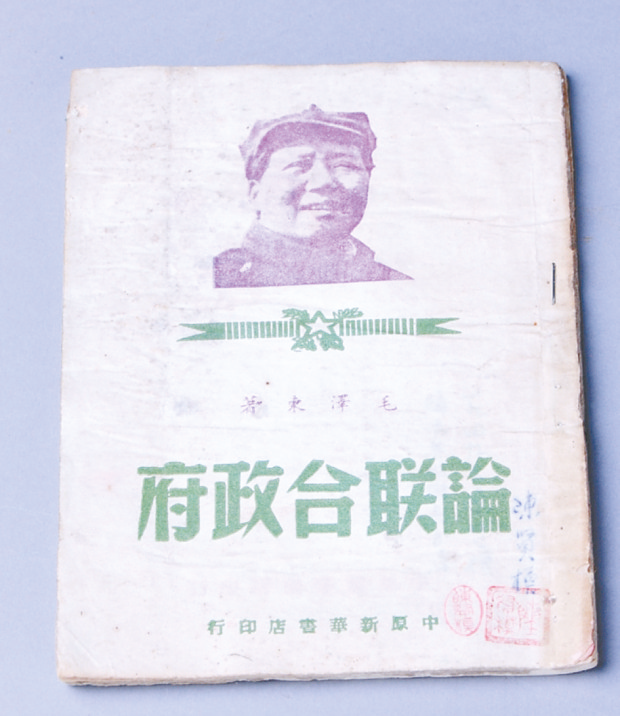 毛澤東著
論联合政府
中原新華書店印行